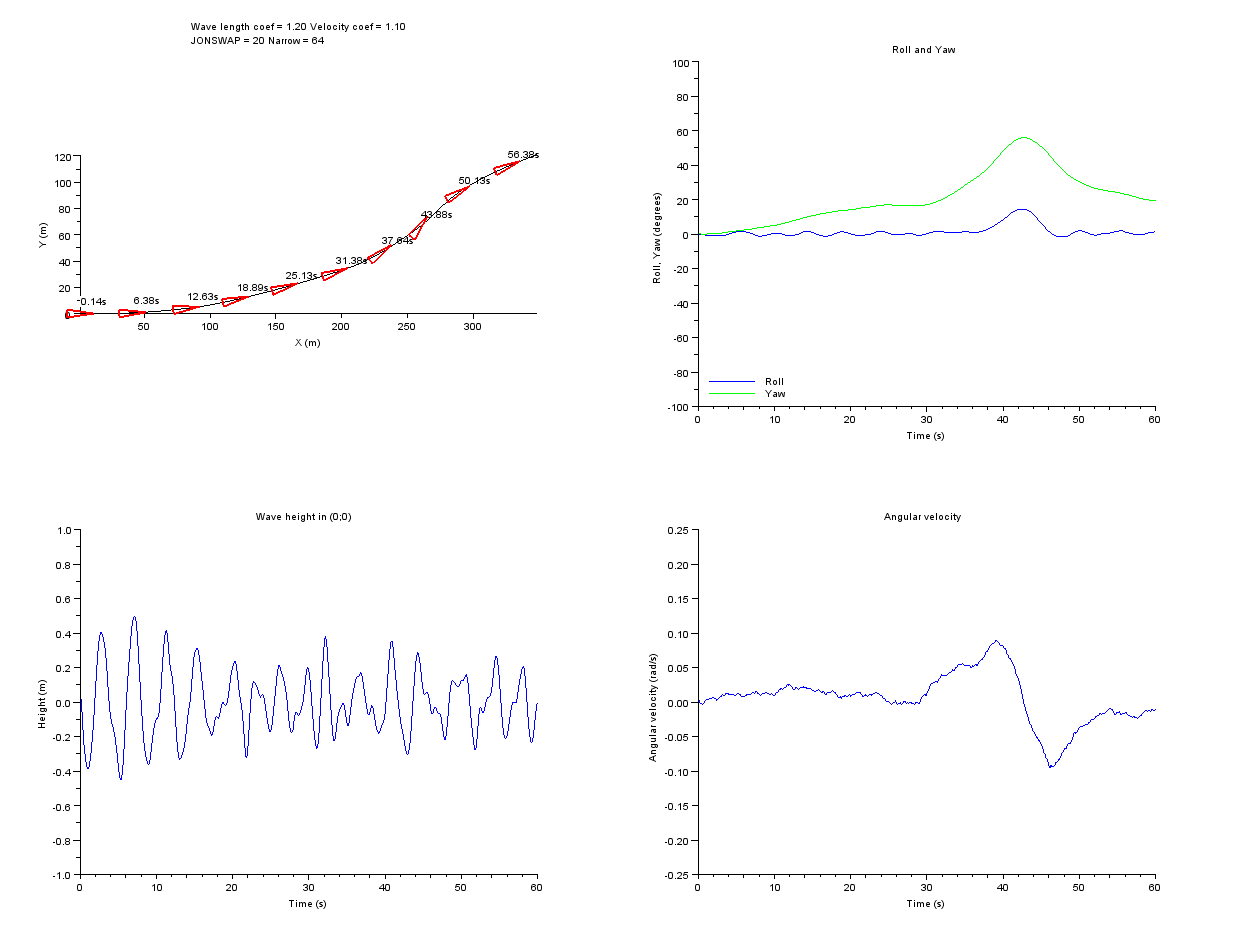 Wave length coef = 1.20 Velocity coef = 1.10
JONSWAP = 20 Narrow = 64
120
100
80
60
40
20
0
Y (m)
50
100
150
200
250
300
X (m)
-0.14s
6.38s
12.63s
18.89s
25.13s
31.38s
37.64s
43.88s
50.13s
56.38s
Roll and Yaw
100
80
60
40
20
0
-20
-40
-60
-80
-100
Roll, Yaw (degrees)
Roll
Yaw
0
10
20
30
40
50
60
Time (s)
Wave height in (0;0)
1.0
0.8
0.6
0.4
0.2
0.0
-0.2
-0.4
-0.6
-0.8
-1.0
Height (m)
0
10
20
30
40
50
60
Time (s)
Angular velocity
0.25
0.20
0.15
0.10
0.05
0.00
-0.05
-0.10
-0.15
-0.20
-0.25
Angular velocity (rad/s)
0
10
20
30
40
50
60
Time (s)